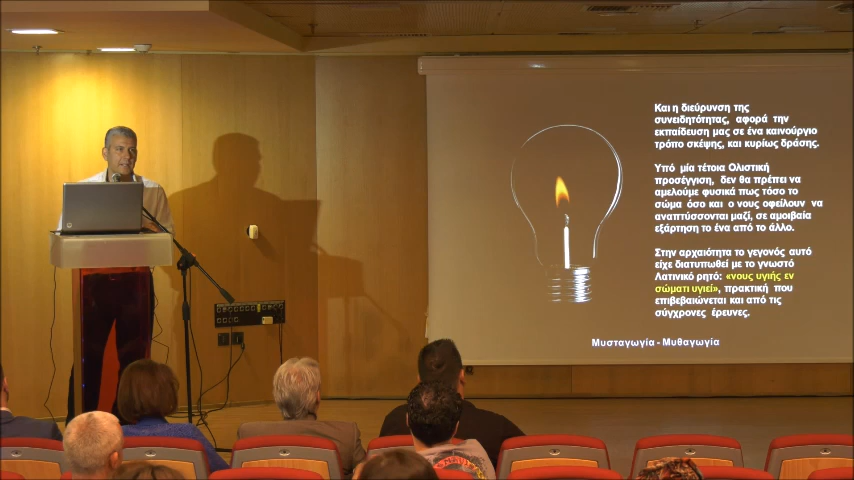 Και η διεύρυνση της
συνειδητότητας, αφορά την
εκπαίδευση μας σε ένα καινούργιο
τρόπο σκέψης, και κυρίως δράσης.
Υπό μία τέτοια Ολιστική
προσέγγιση, δεν θα πρέπει να
αμελούμε φυσικά πως τόσο το
σώμα όσο και ο νους οφείλουν να
αναπτύσσονται μαζί, σε αμοιβαία
εξάρτηση το ένα από το άλλο.
Στην αρχαιότητα το γεγονός αυτό
είχε διατυπωθεί με το γνωστό
Λατινικό ρητό: «νους υγιής εν
σώματι υγιεί», πρακτική που
επιβεβαιώνεται και από τις
σύγχρονες έρευνες.
Μυσταγωγία - Μυθαγωγία